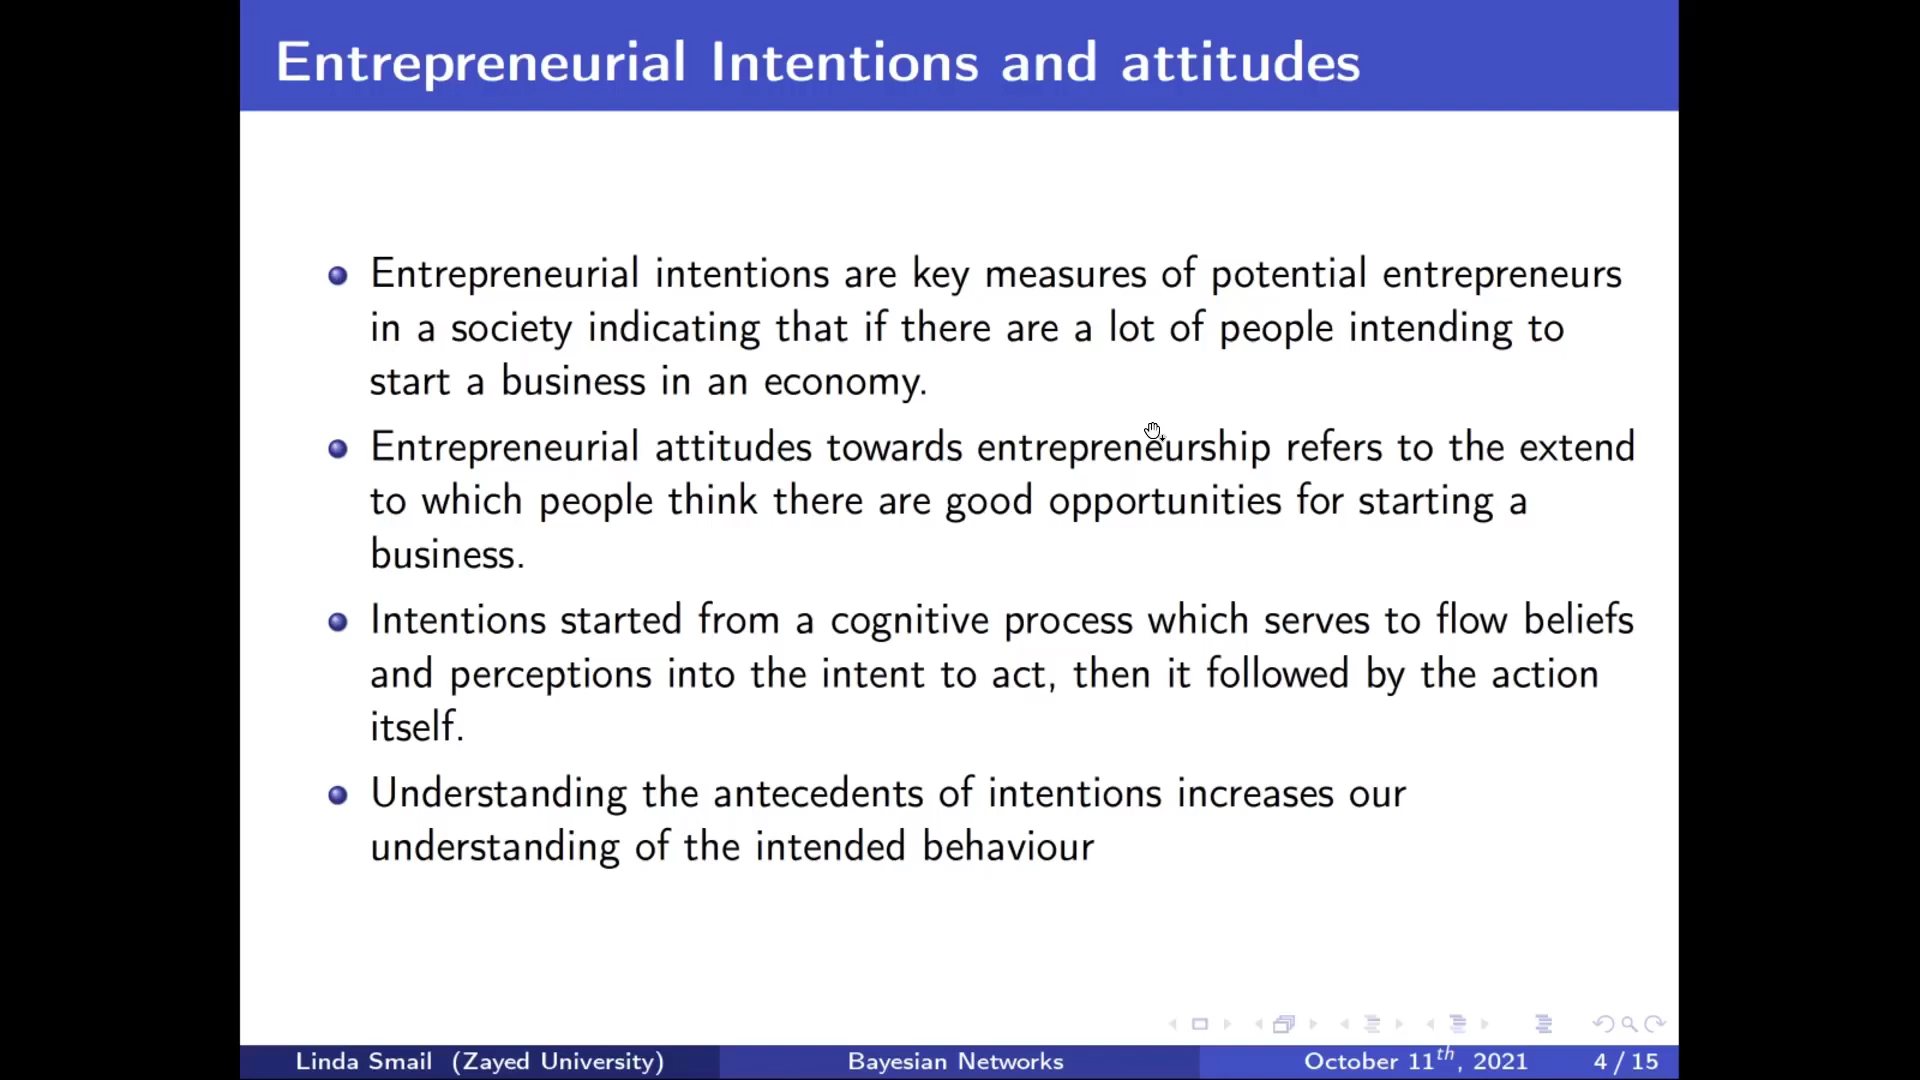 Entrepreneurial Intentions and attitudes
Entrepreneurial intentions are key measures of potential entrepreneurs
in a society indicating that if there are a lot of people intending to
start a business in an economy.
Entrepreneurial attitudes towards entrepreneurship refers to the extend
to which people think there are good opportunities for starting a
business.
Intentions started from a cognitive process which serves to flow beliefs
and perceptions into the intent to act, then it followed by the action
itself.
Understanding the antecedents of intentions increases our
understanding of the intended behaviour
Linda Smail (Zayed University) Bayesian Networks October 11th, 2021 4 / 15